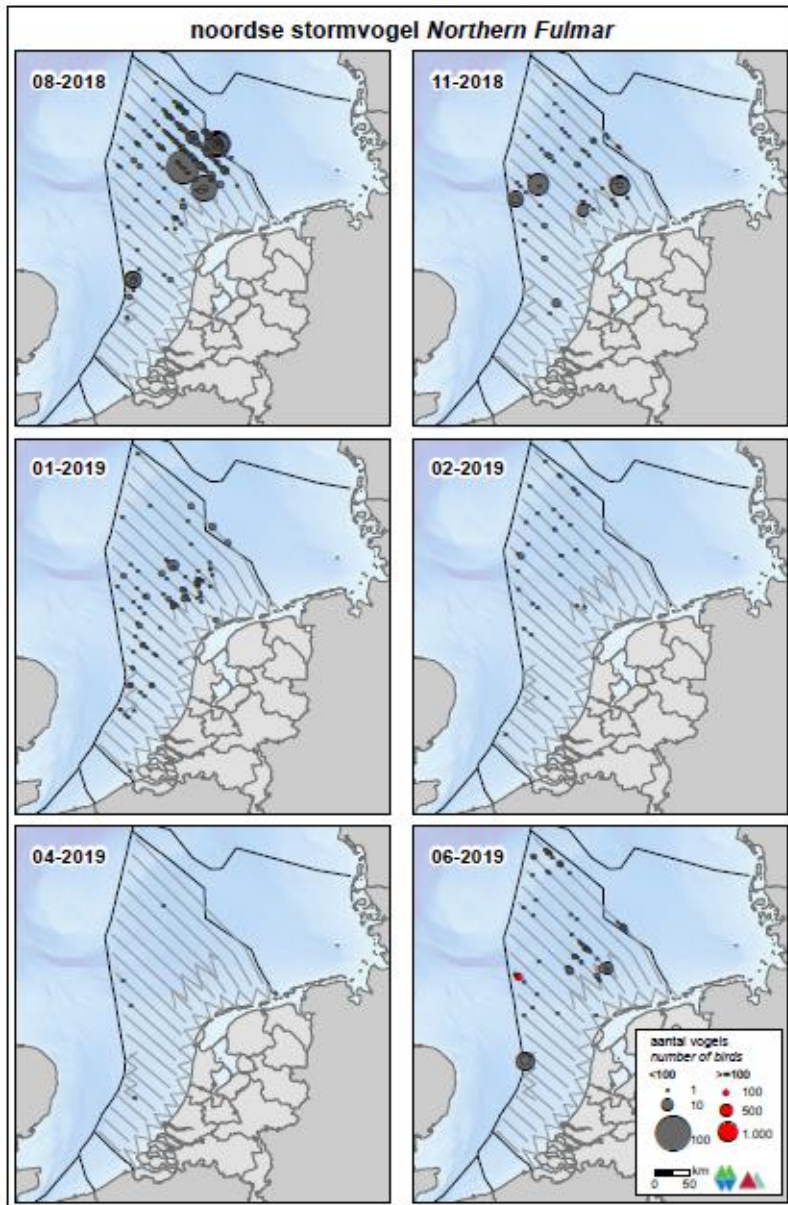 noordse stormvogel Northern Fulmar
08-2018
11-2018
01-2019
02-2019
04-2019
06-2019
aantal vogels
number of birds
<100 >=100
1 100
10 500
100 1.000
km
0 50